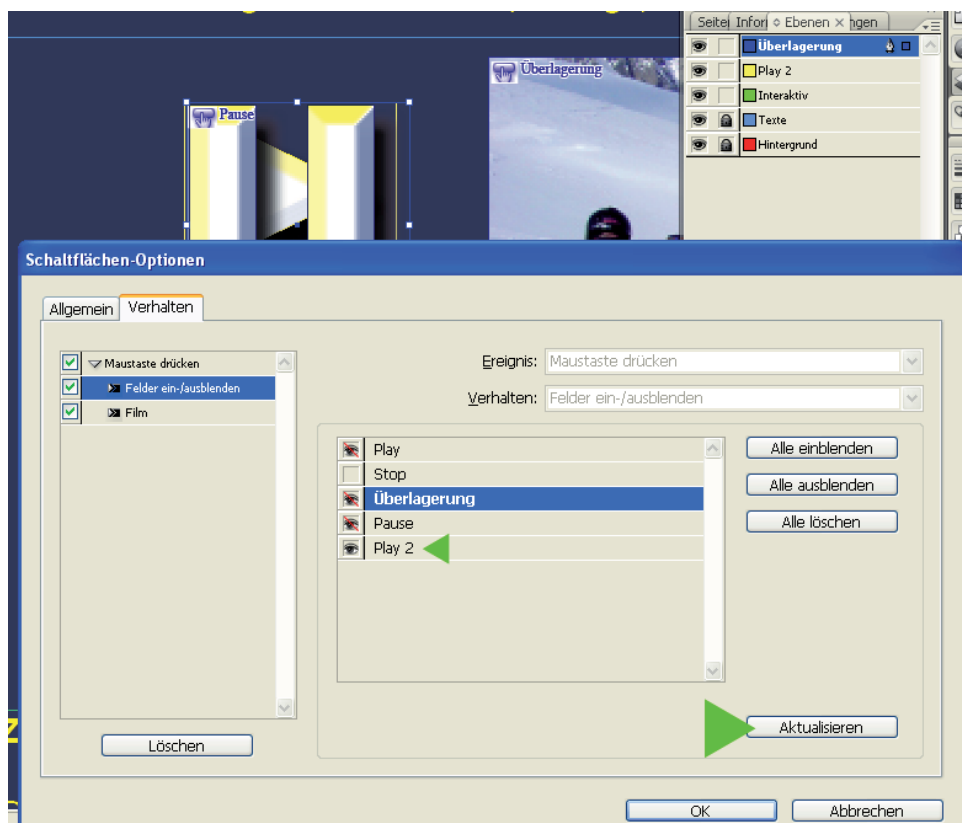 Seitel Infor Ebenen × ngen
Überlagerung
Play 2
Interaktiv
Texte
Hintergrund
Überlagerung
Pause
Schaltflächen-Optionen
Allgemein Verhalten
Maustaste drücken
Felder ein-/ausblenden
Film
Löschen
Ereignis: Maustaste drücken
Verhalten: Felder ein-/ausblenden
Play
Stop
Überlagerung
Pause
Play 2
Alle einblenden
Alle ausblenden
Alle löschen
Aktualisieren
OK Abbrechen